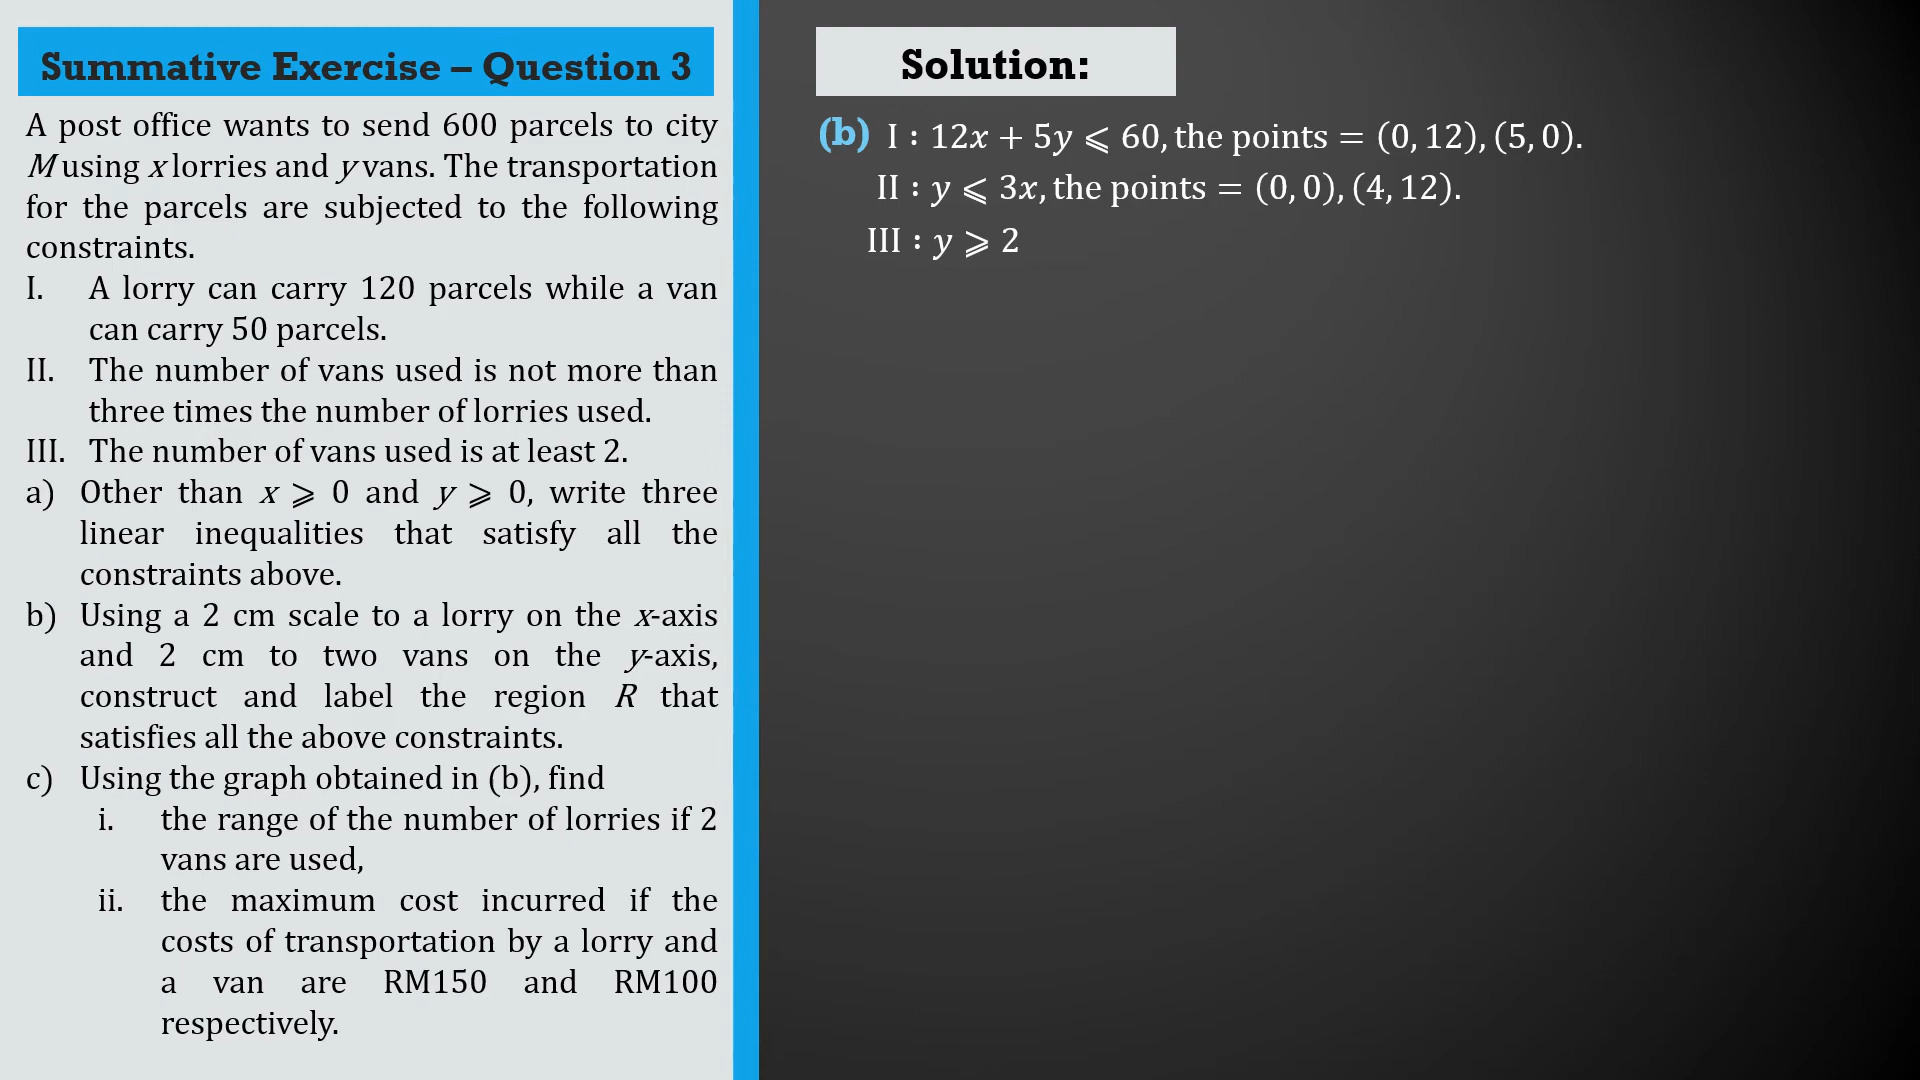 Summative Exercise – Question 3
A post office wants to send 600 parcels to city
M using x lorries and y vans. The transportation
for the parcels are subjected to the following
constraints.
I. A lorry can carry 120 parcels while a van
can carry 50 parcels.
II. The number of vans used is not more than
three times the number of lorries used.
III. The number of vans used is at least 2.
a) Other than x ⩾ 0 and y ⩾ 0, write three
linear inequalities that satisfy all the
constraints above.
b) Using a 2 cm scale to a lorry on the x-axis
and 2 cm to two vans on the y-axis,
construct and label the region R that
satisfies all the above constraints.
c) Using the graph obtained in (b), find
i. the range of the number of lorries if 2
vans are used,
ii. the maximum cost incurred if the
costs of transportation by a lorry and
a van are RM150 and RM100
respectively.
Solution:
(b) I : 12x + 5y ⩽ 60, the points = (0, 12), (5, 0).
II : y ⩽ 3x, the points = (0, 0), (4, 12).
III : y ⩾ 2